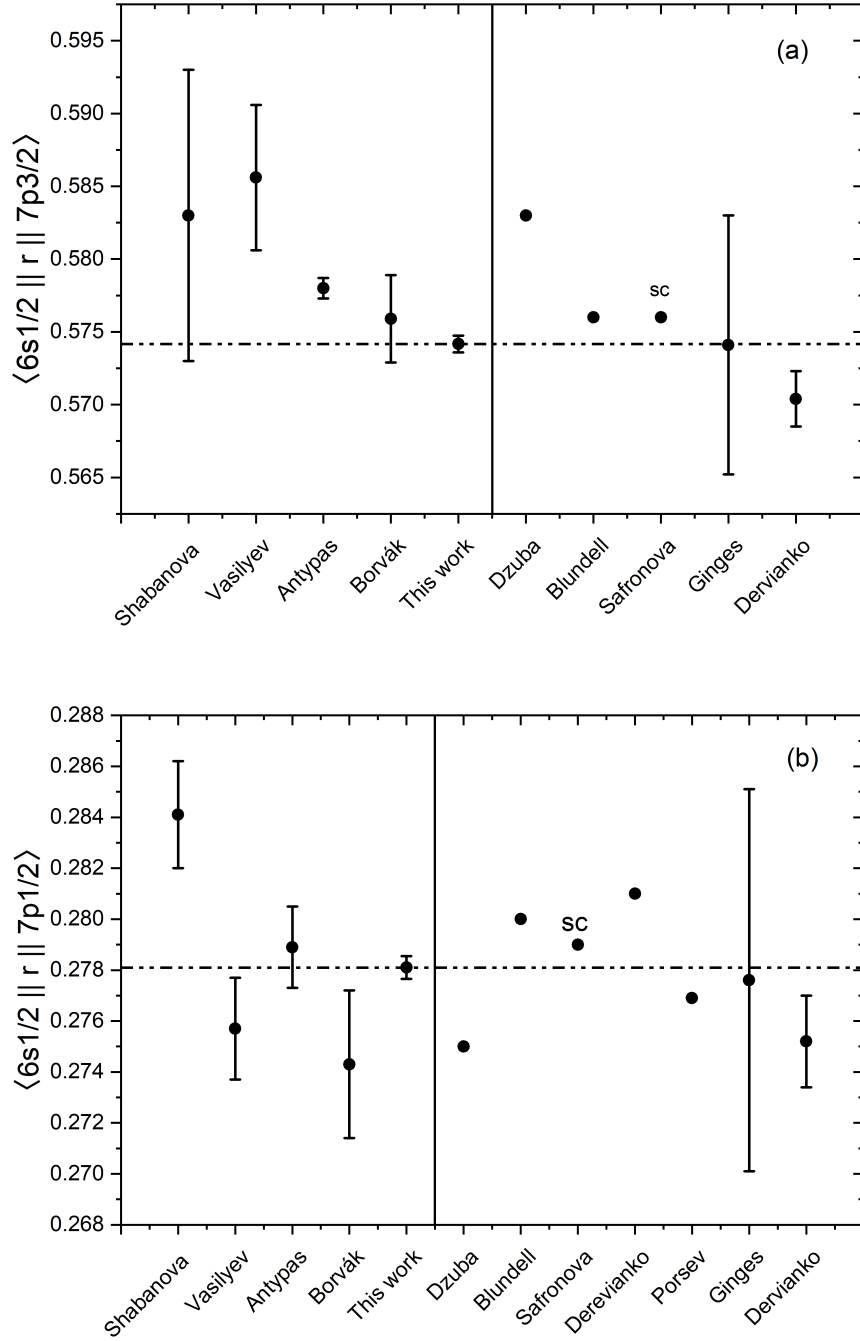 (a)
⟨6s1/2 || r || 7p3/2⟩
0.595
0.590
0.585
0.580
0.575
0.570
0.565
sc
Shabanova
Vasilyev
Antypas
Borvák
This work
Dzuba
Blundell
Safronova
Ginges
Dervianko
(b)
⟨6s1/2 || r || 7p1/2⟩
0.288
0.286
0.284
0.282
0.280
0.278
0.276
0.274
0.272
0.270
0.268
sc
Shabanova
Vasilyev
Antypas
Borvák
This work
Dzuba
Blundell
Safronova
Derevianko
Porsev
Ginges
Dervianko